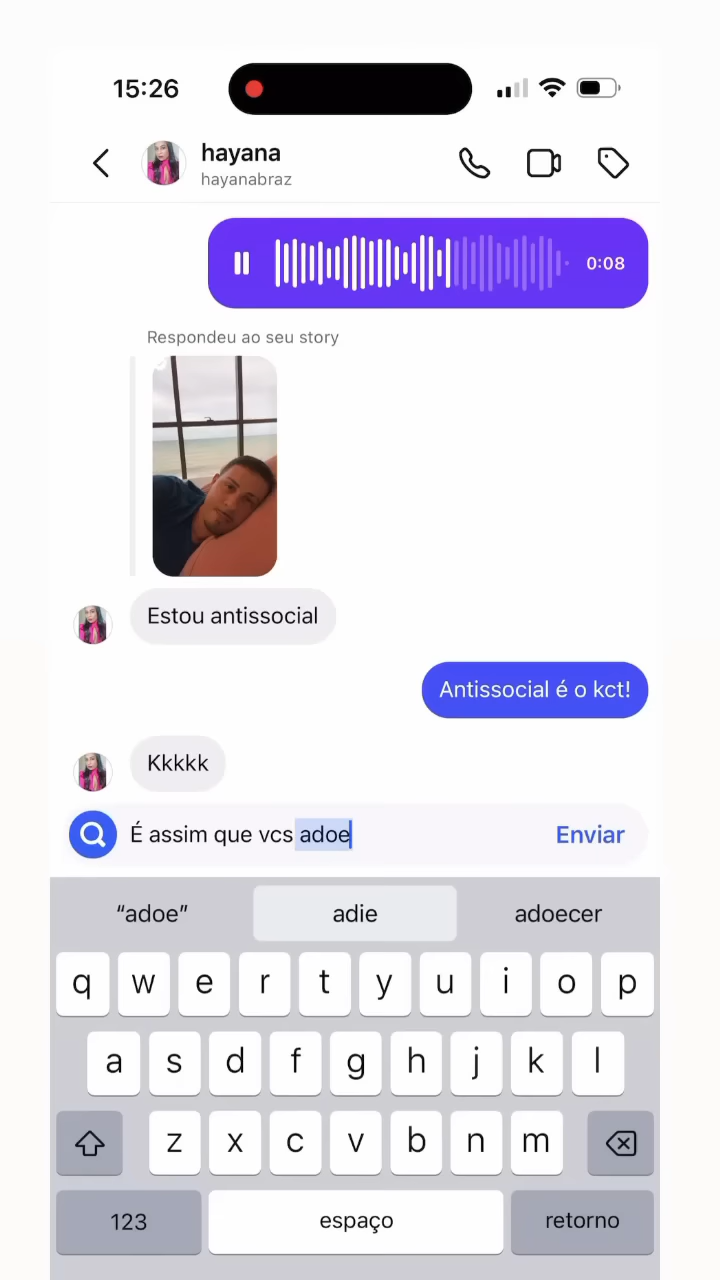 15:26
hayana
hayanabraz
0:08
Respondeu ao seu story
Estou antissocial
Antissocial é o kct!
Kkkkk
É assim que vcs adoe
Enviar
“adoe” adie adoecer
q w e r t y u i o p
a s d f g h j k l
z x c v b n m
123 espaço retorno